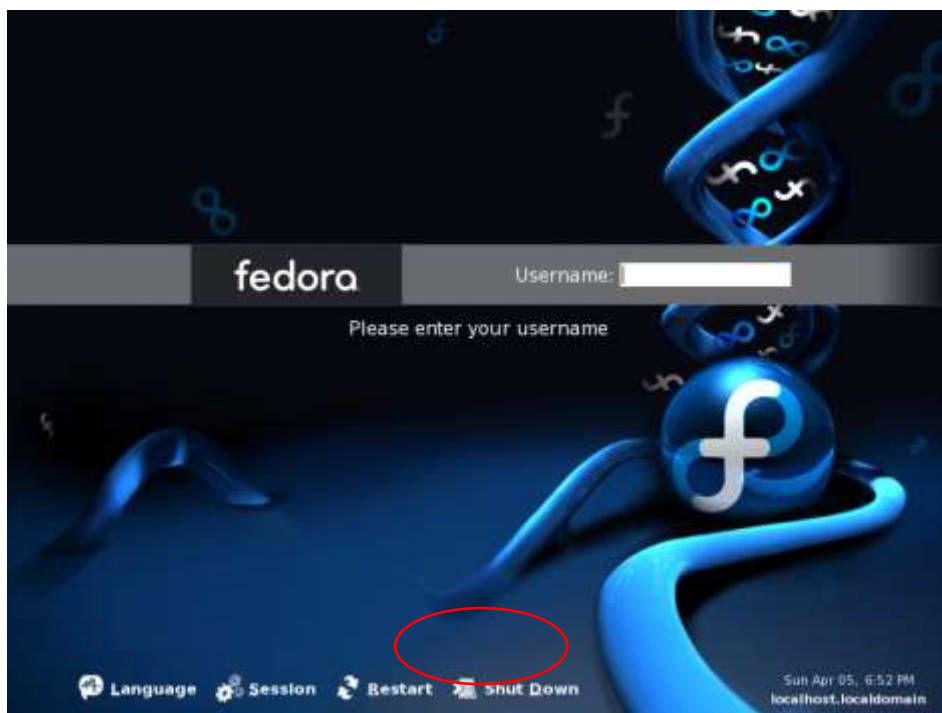 fedora
Username:
Please enter your username
Language Session Restart Shut Down
Sun Apr 05, 6:52 PM
localhost.localdomain